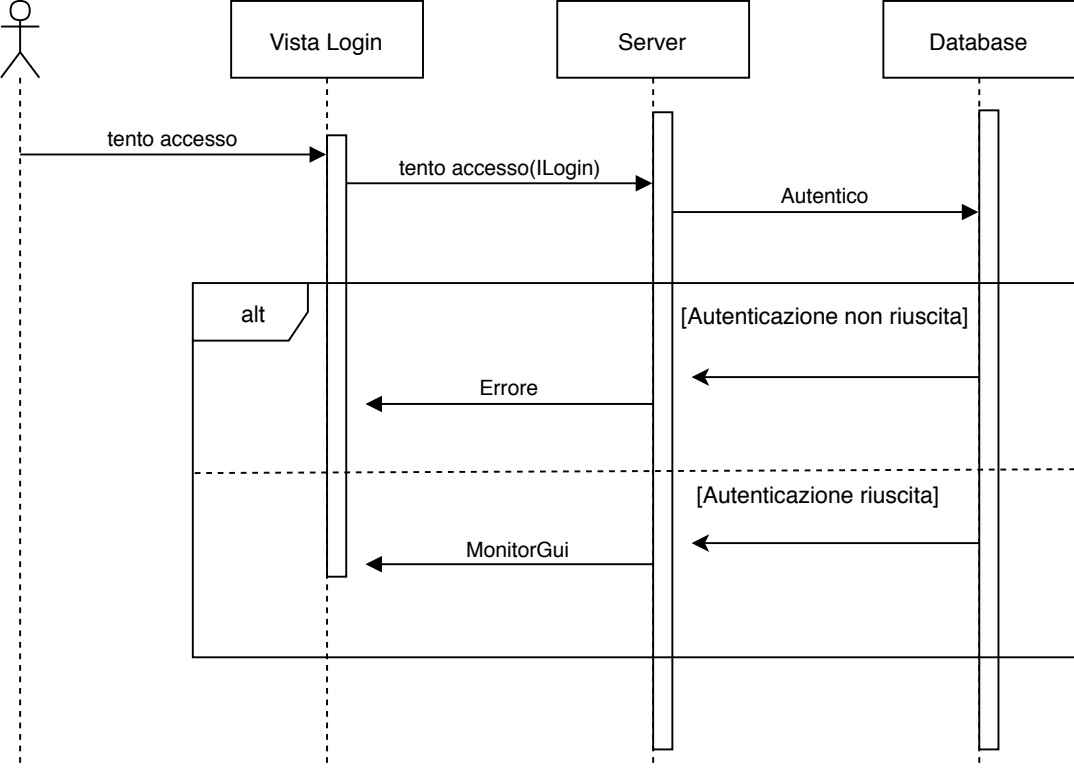 Vista Login
Server
Database
tento accesso
tento accesso(ILogin)
Autentico
alt
[Autenticazione non riuscita]
Errore
[Autenticazione riuscita]
MonitorGui